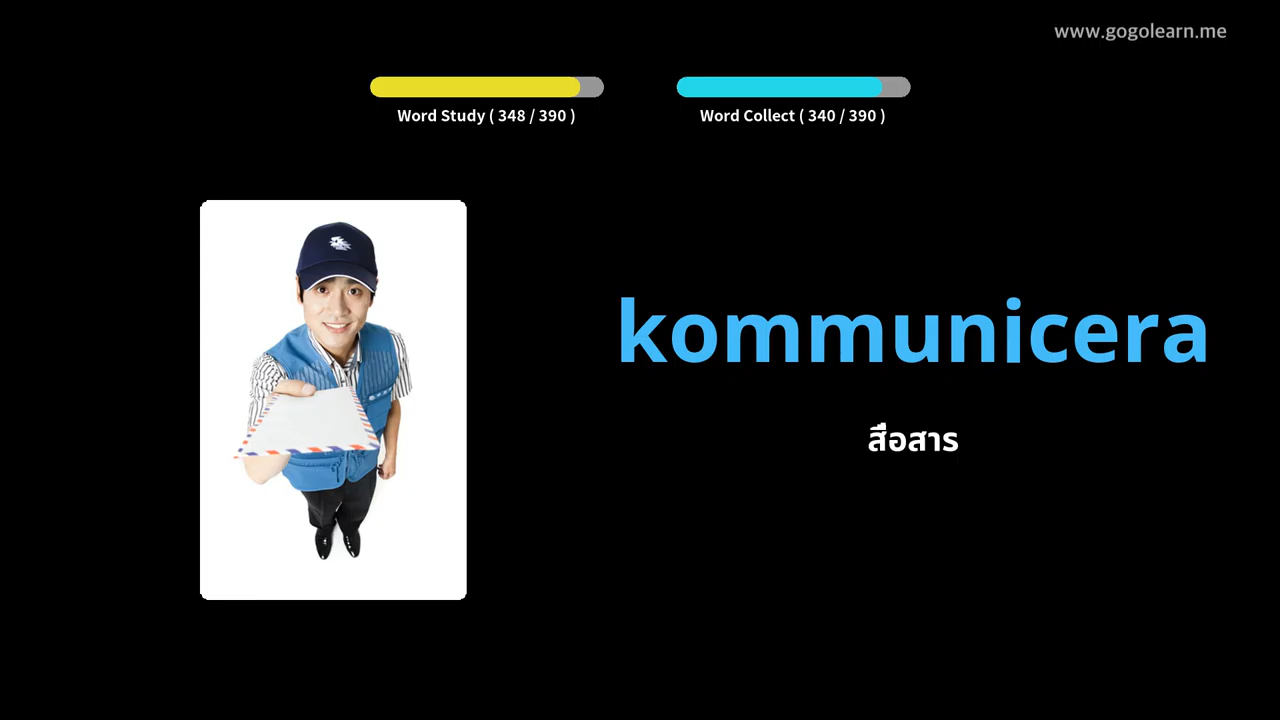 www.gogolearn.me
Word Study ( 348 / 390 )
Word Collect ( 340 / 390 )
kommunicera
สื่อสาร